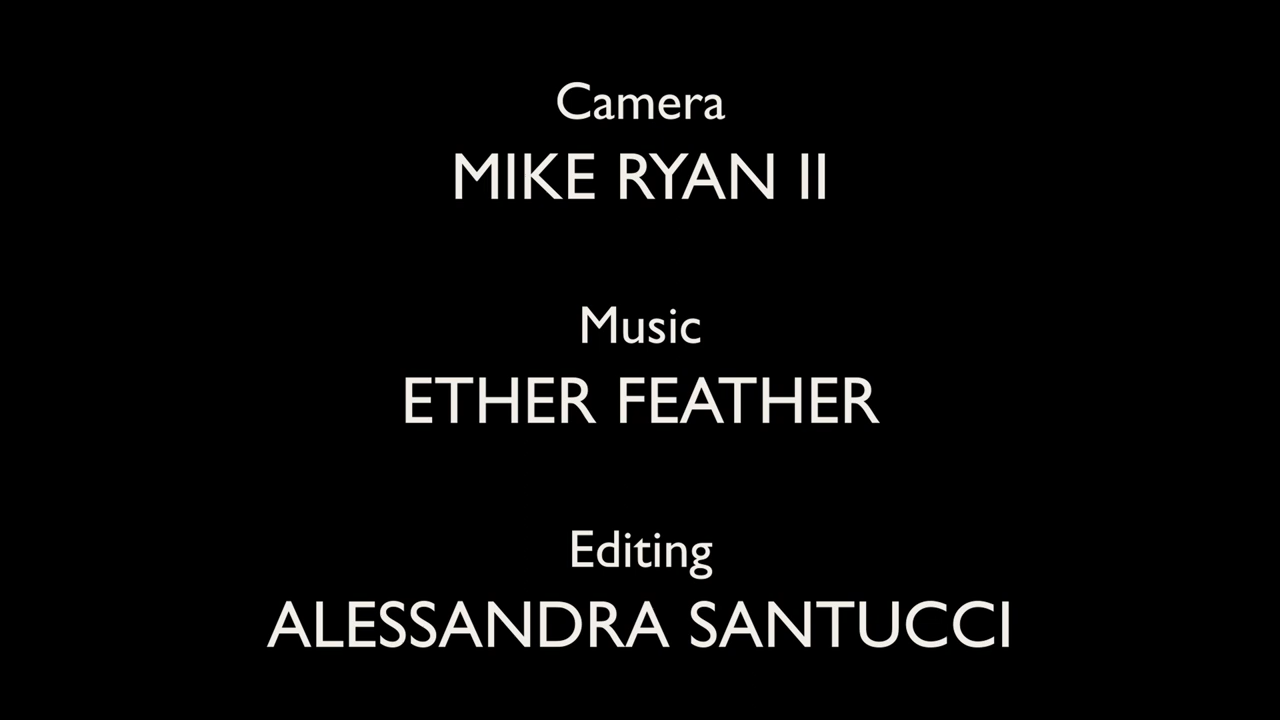 Camera
MIKE RYAN II
Music
ETHER FEATHER
Editing
ALESSANDRA SANTUCCI